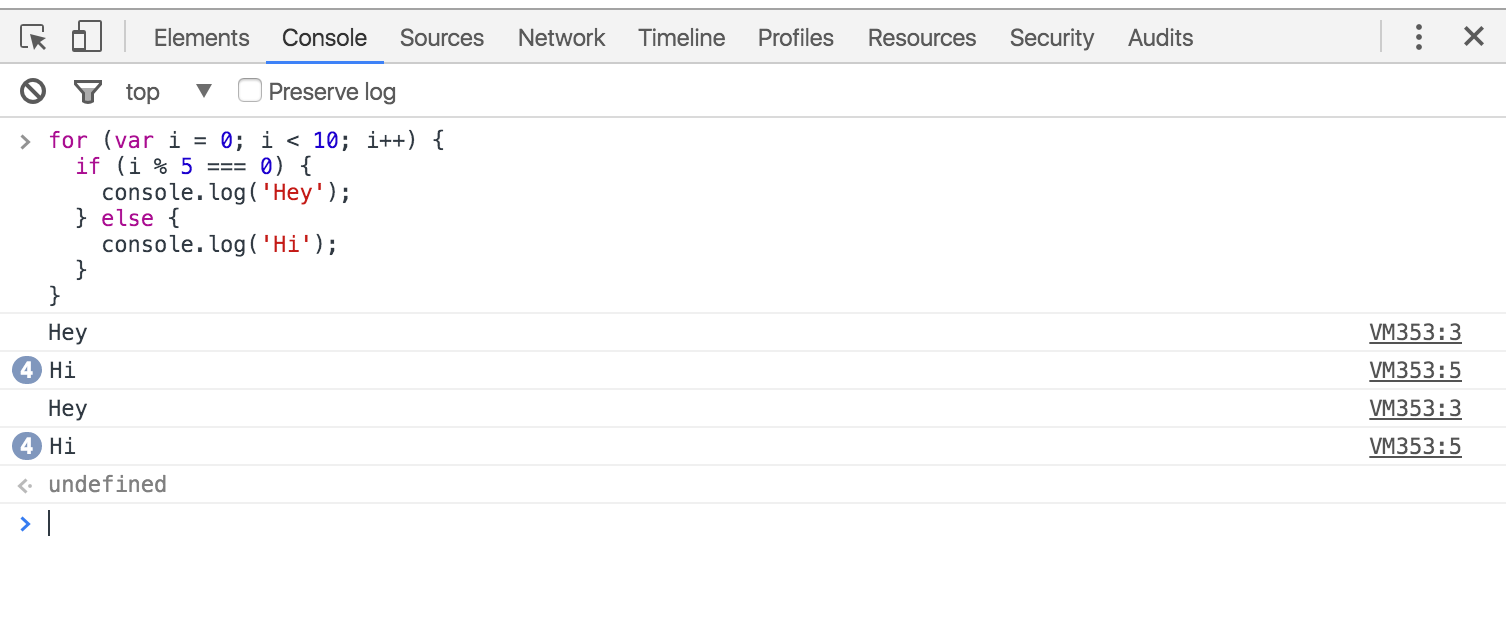 Elements Console Sources Network Timeline Profiles Resources Security Audits
top ▼ Preserve log
> for (var i = 0; i < 10; i++) {
  if (i % 5 === 0) {
    console.log('Hey');
  } else {
    console.log('Hi');
  }
}
Hey VM353:3
4 Hi VM353:5
Hey VM353:3
4 Hi VM353:5
undefined
>